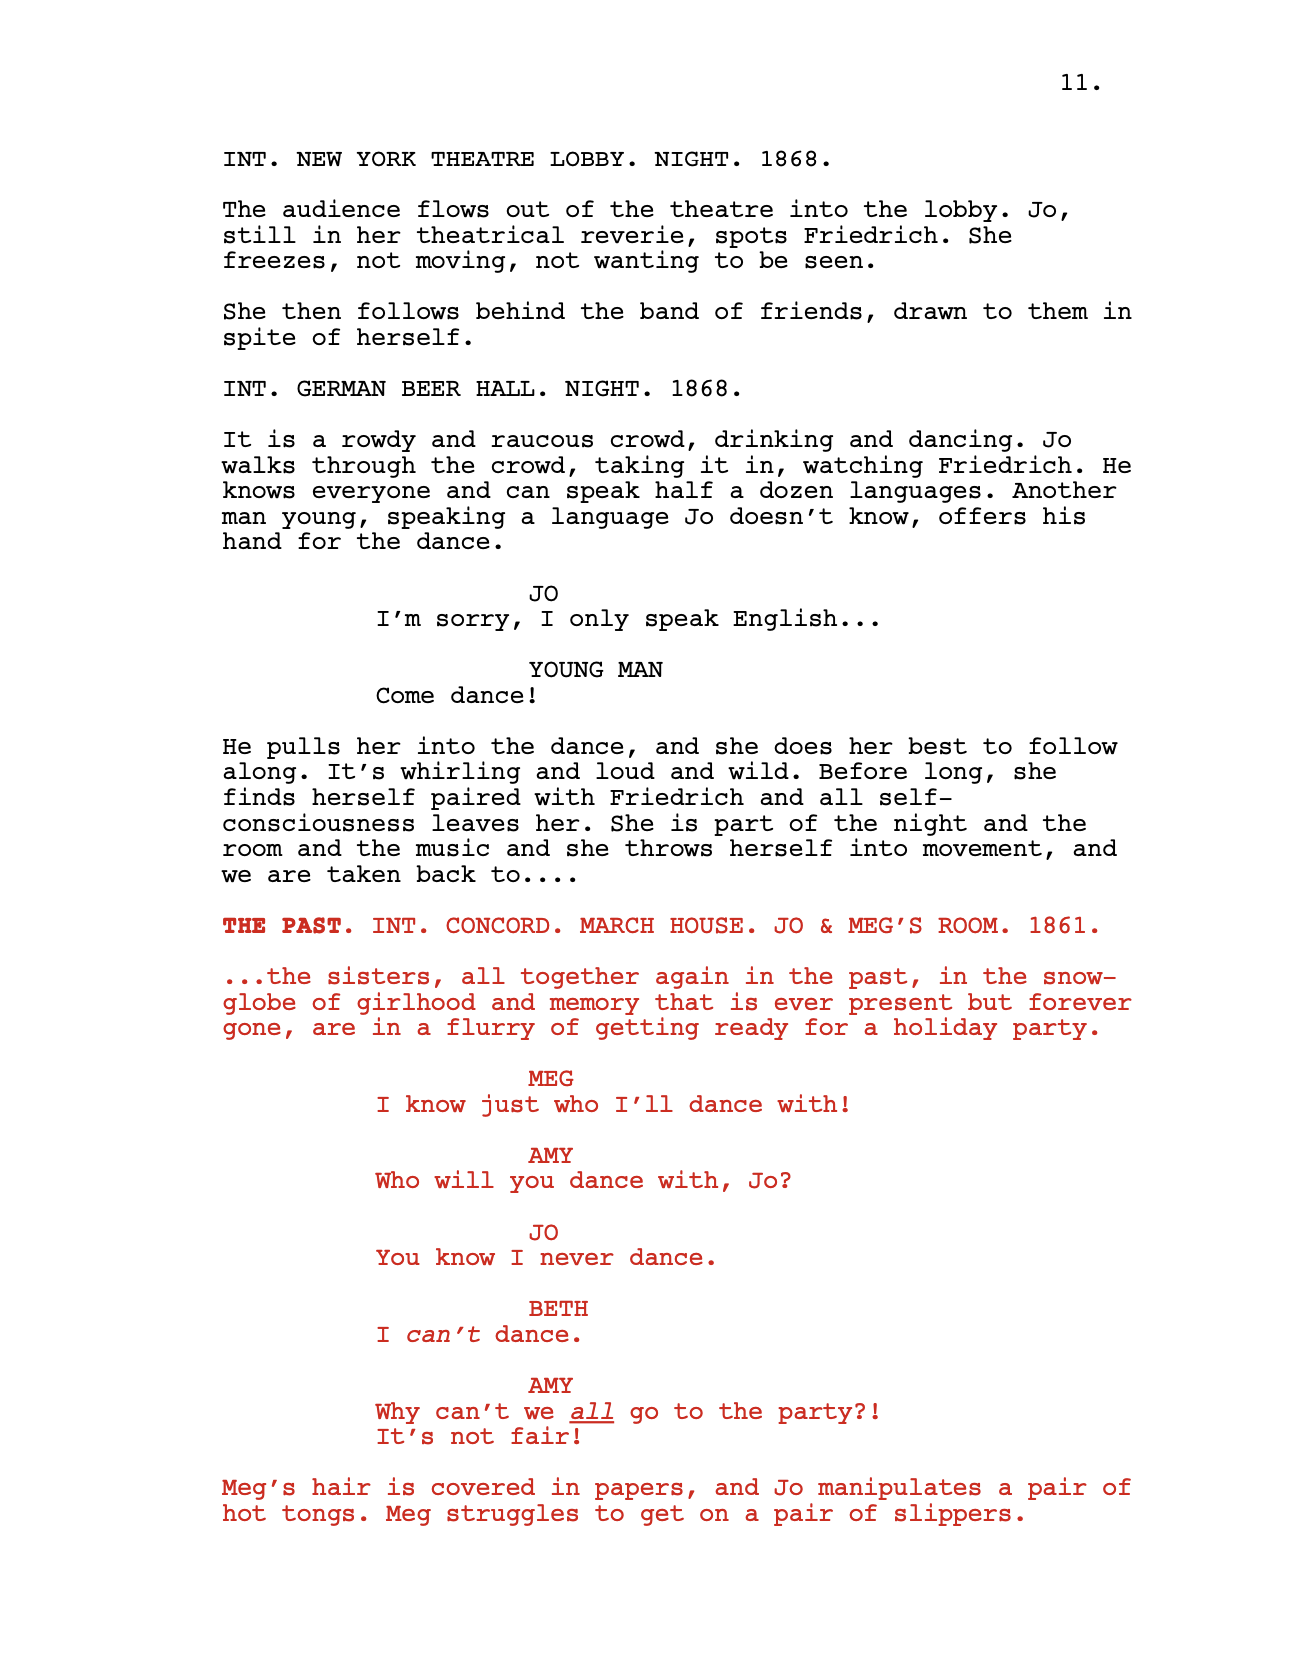 11.
INT. NEW YORK THEATRE LOBBY. NIGHT. 1868.
The audience flows out of the theatre into the lobby. Jo,
still in her theatrical reverie, spots Friedrich. She
freezes, not moving, not wanting to be seen.
She then follows behind the band of friends, drawn to them in
spite of herself.
INT. GERMAN BEER HALL. NIGHT. 1868.
It is a rowdy and raucous crowd, drinking and dancing. Jo
walks through the crowd, taking it in, watching Friedrich. He
knows everyone and can speak half a dozen languages. Another
man young, speaking a language Jo doesn’t know, offers his
hand for the dance.
JO
I’m sorry, I only speak English...
YOUNG MAN
Come dance!
He pulls her into the dance, and she does her best to follow
along. It’s whirling and loud and wild. Before long, she
finds herself paired with Friedrich and all self-
consciousness leaves her. She is part of the night and the
room and the music and she throws herself into movement, and
we are taken back to....
THE PAST. INT. CONCORD. MARCH HOUSE. JO & MEG’S ROOM. 1861.
...the sisters, all together again in the past, in the snow-
globe of girlhood and memory that is ever present but forever
gone, are in a flurry of getting ready for a holiday party.
MEG
I know just who I’ll dance with!
AMY
Who will you dance with, Jo?
JO
You know I never dance.
BETH
I can’t dance.
AMY
Why can’t we all go to the party?!
It’s not fair!
Meg’s hair is covered in papers, and Jo manipulates a pair of
hot tongs. Meg struggles to get on a pair of slippers.